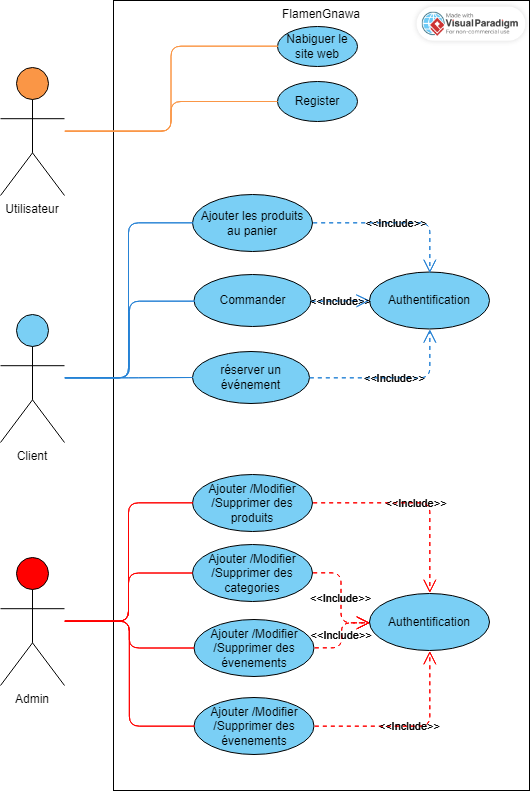 FlamenGnawa
Made with
VisualParadigm
For non-commercial use
Nabiguer le
site web
Register
Utilisateur
Ajouter les produits
au panier
<<Include>>
Commander
<<Include>>
Authentification
réserver un
événement
<<Include>>
Client
Ajouter /Modifier
/Supprimer des
produits
<<Include>>
Ajouter /Modifier
/Supprimer des
categories
<<Include>>
Authentification
Ajouter /Modifier
/Supprimer des
évenements
<<Include>>
Admin
Ajouter /Modifier
/Supprimer des
évenements
<<Include>>